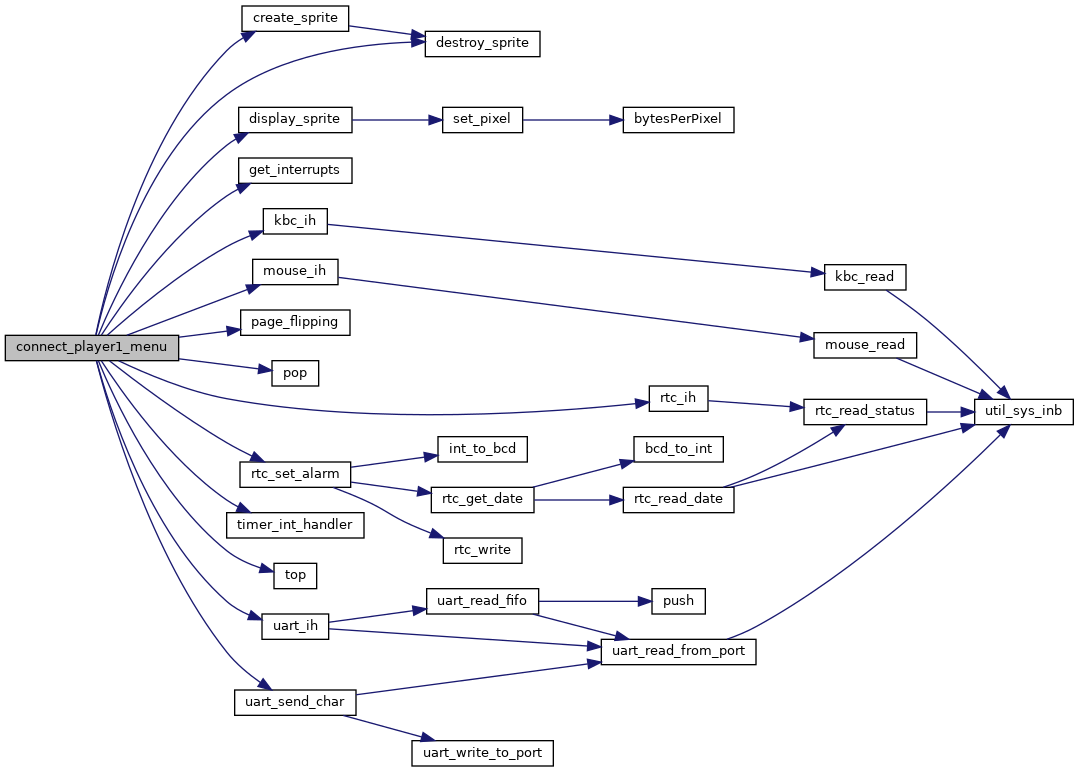 create_sprite
destroy_sprite
display_sprite
set_pixel
bytesPerPixel
get_interrupts
kbc_ih
mouse_ih
kbc_read
page_flipping
connect_player1_menu
mouse_read
pop
rtc_ih
rtc_read_status
util_sys_inb
int_to_bcd
bcd_to_int
rtc_set_alarm
rtc_get_date
rtc_read_date
timer_int_handler
rtc_write
top
uart_read_fifo
push
uart_ih
uart_read_from_port
uart_send_char
uart_write_to_port